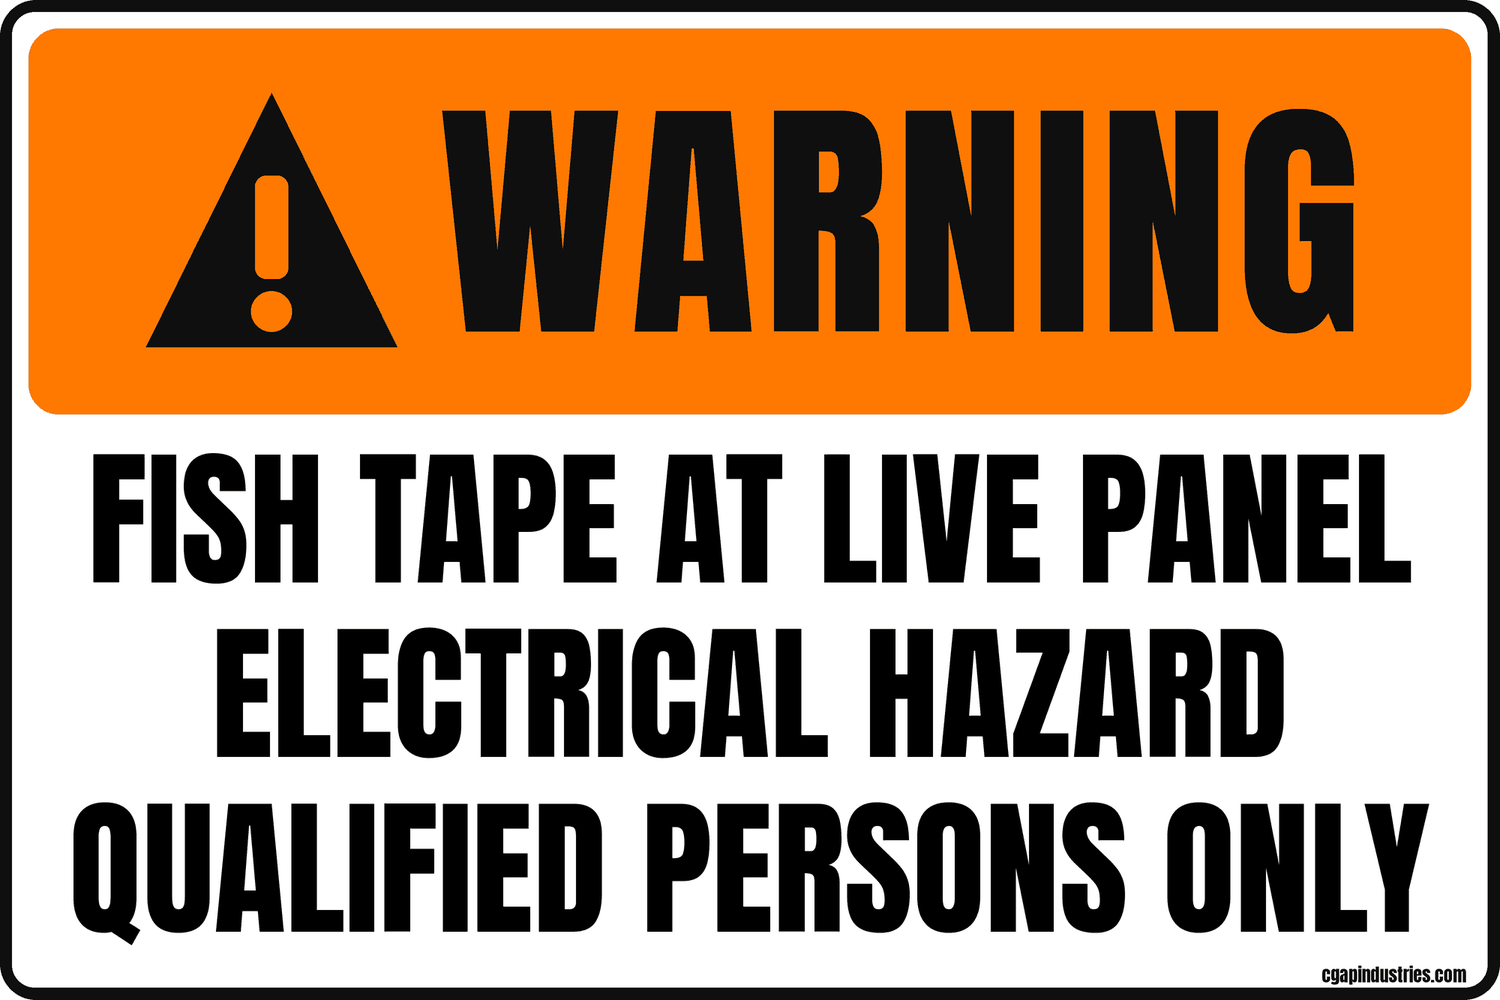 WARNING
FISH TAPE AT LIVE PANEL
ELECTRICAL HAZARD
QUALIFIED PERSONS ONLY
cgapindustries.com